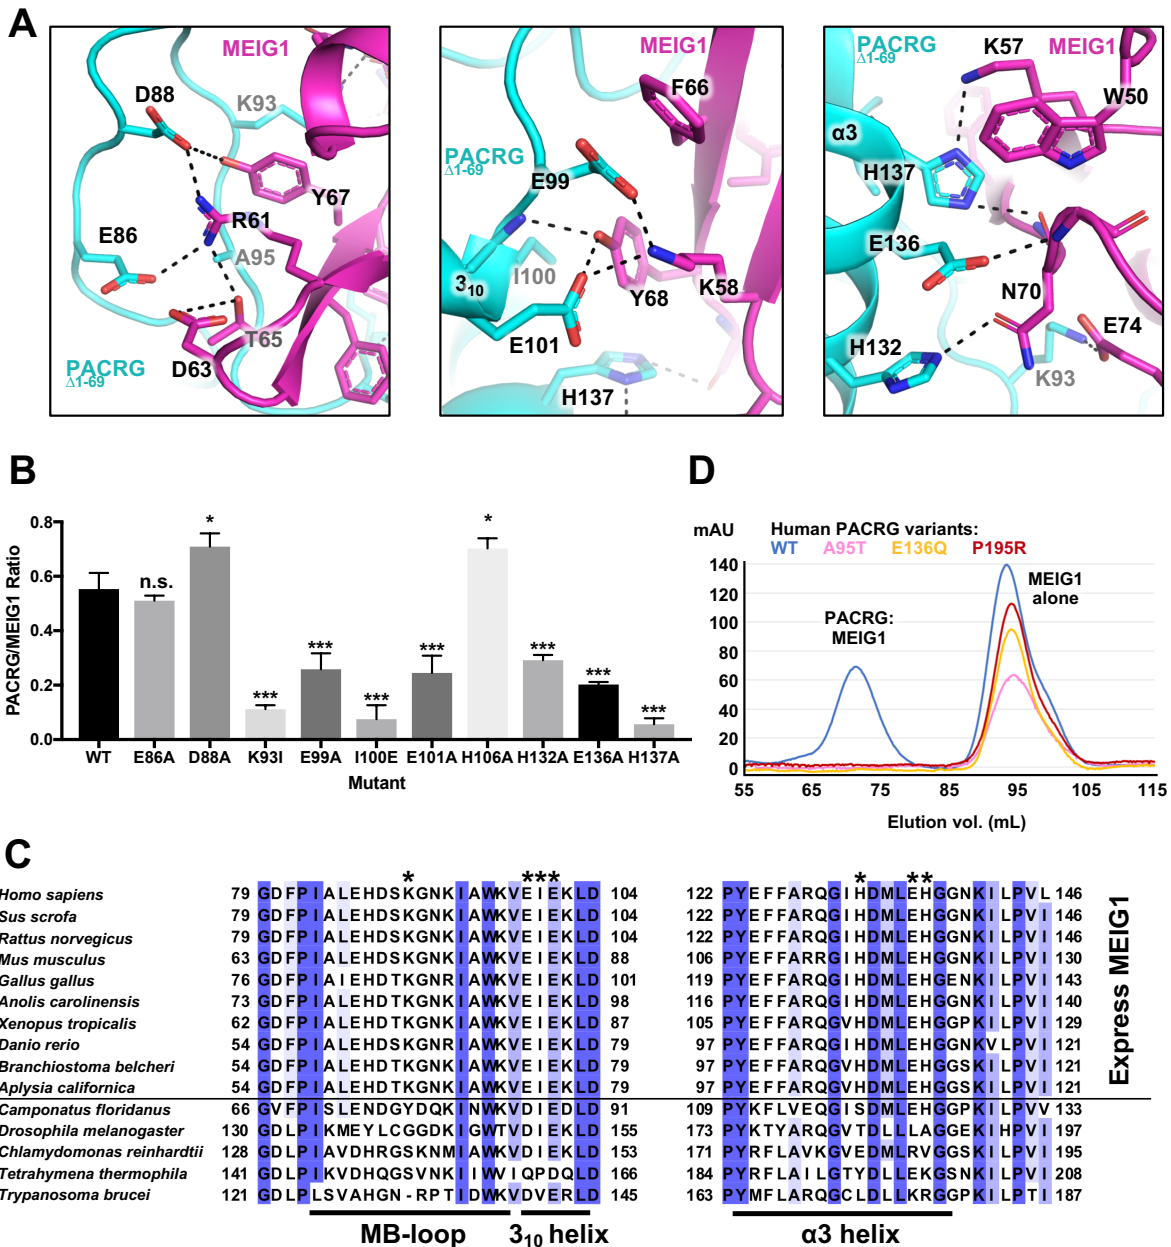 A
MEIG1
D88
K93
Y67
R61
E86
A95
T65
D63
PACRG
Δ1-69
MEIG1
F66
PACRG
Δ1-69
E99
3₁₀
I100
Y68
K58
E101
H137
PACRG
Δ1-69
K57
MEIG1
W50
α3
H137
E136
N70
H132
E74
K93
B
PACRG/MEIG1 Ratio
0.8
0.6
0.4
0.2
0.0
n.s.
*
***
***
***
***
*
***
***
***
WT E86A D88A K93I E99A I100E E101A H106A H132A E136A H137A
Mutant
D
mAU
Human PACRG variants:
WT A95T E136Q P195R
140
120
100
80
60
40
20
0
PACRG:
MEIG1
MEIG1
alone
55 65 75 85 95 105 115
Elution vol. (mL)
C
* *** * **
Homo sapiens 79 GDFPIALEHDSKGNKIAWKVEIEKLD 104 122 PYEFFARQGIHDMLEHGGNKILPVL 146
Sus scrofa 79 GDFPIALEHDSKGNKIAWKVEIEKLD 104 122 PYEFFARQGIHDMLEHGGNKILPVI 146
Rattus norvegicus 79 GDFPIALEHDSKGNKIAWKVEIEKLD 104 122 PYEFFARQGIHDMLEHGGNKILPVI 146
Mus musculus 63 GDFPIALEHDSKGNKIAWKVEIEKLD 88 106 PYEFFARRGIHDMLEHGGNKILPVI 130
Gallus gallus 76 GDFPIAIEHDTKGNRIAWKVEIEKLD 101 119 PYEFFARQGIHDMLEHGENKILPVI 143
Anolis carolinensis 73 GDFPIALEHDTKGNKIAWKVEIEKLD 98 116 PYEFFARQGIHDMLEHGGNKILPVI 140
Xenopus tropicalis 62 GDFPIALEHDTKGNKIAWKVEIEKLD 87 105 PYEFFARQGVHDMLEHGGPKILPVI 129
Danio rerio 54 GDFPIALEHDSKGNKIAWKVEIEKLD 79 97 PYEFFARQGIHDMLEHGGNKVLPVI 121
Branchiostoma belcheri 54 GDFPIALEHDTKGNKIAWKVEIEKLD 79 97 PYEFFARQGVHDMLEHGGSKILPVI 121
Aplysia californica 54 GDFPIALEHDTKGNKIAWKVEIEKLD 79 97 PYEFFARQGVHDMLEHGGPKILPVI 121
Camponatus floridanus 66 GVFPISLENDGYDQKINWKVDIEDLD 91 109 PYKFLVEQGISDMLEHGGPKILPVV 133
Drosophila melanogaster 130 GDLPIKMEYLCGGDKIGWTVDIEKLD 155 173 PYKTYARQGVTDLLLAGGEKIHPVI 197
Chlamydomonas reinhardtii 128 GDLPIAVDHRGSKNMIAWKVDIEKLD 153 171 PYRFLAVKGVEDMLRVGGSKILPVI 195
Tetrahymena thermophila 141 GDLPIKVDHQGSVNKIIWVIQPDQLD 166 184 PYRFLAILGTYDLLEKGSNKILPVI 208
Trypanosoma brucei 121 GDLPLSVAHGN-RPTIDWKVDVERLD 145 163 PYMFLARQGCLDLLKRGGPKILPTI 187
Express MEIG1
MB-loop 3₁₀ helix α3 helix